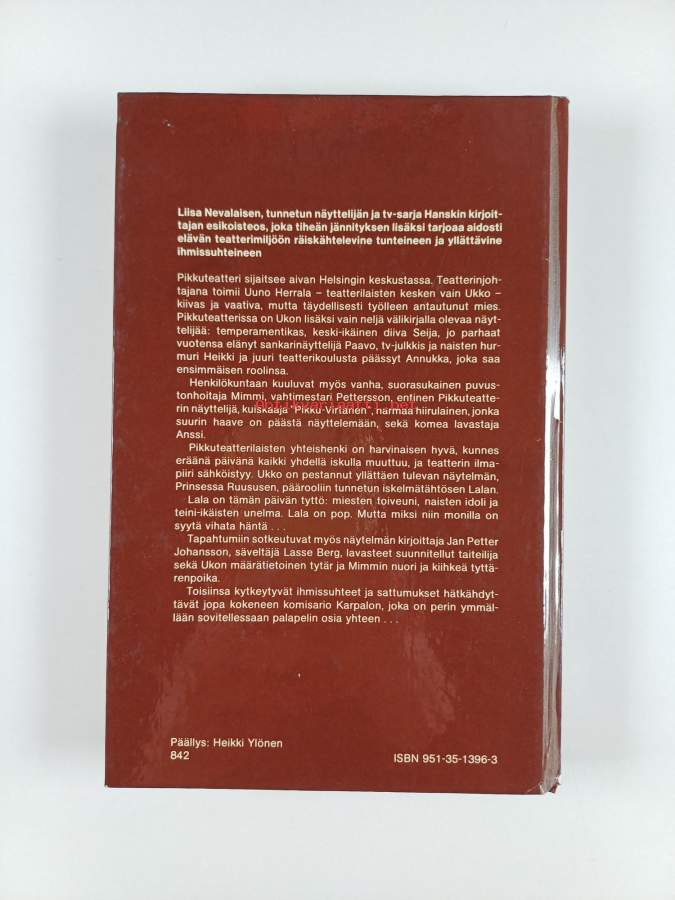 Liisa Nevalaisen, tunnetun näyttelijän ja tv-sarja Hanskin kirjoit-
tajan esikoisteos, joka tiheän jännityksen lisäksi tarjoaa aidosti
elävän teatterimiljöön räiskähtelevine tunteineen ja yllättävine
ihmissuhteineen
Pikkuteatteri sijaitsee aivan Helsingin keskustassa. Teatterinjoh-
tajana toimii Uuno Herrala – teatterilaisten kesken vain Ukko –
kiivas ja vaativa, mutta täydellisesti työlleen antautunut mies.
Pikkuteatterissa on Ukon lisäksi vain neljä välikirjalla olevaa näyt-
telijää: temperamentikas, keski-ikäinen diiva Seija, jo parhaat
vuotensa elänyt sankarinäyttelijä Paavo, tv-julkkis ja naisten hur-
muri Heikki ja juuri teatterikoulusta päässyt Annukka, joka saa
ensimmäisen roolinsa.
Henkilökuntaan kuuluvat myös vanha, suorasukainen puvus-
tonhoitaja Mimmi, vahtimestari Pettersson, entinen Pikkuteatte-
rin näyttelijä, kuiskaaja "Pikku-Virtanen", harmaa hiirulainen, jonka
suurin haave on päästä näyttelemään, sekä komea lavastaja
Anssi.
Pikkuteatterilaisten yhteishenki on harvinaisen hyvä, kunnes
eräänä päivänä kaikki yhdellä iskulla muuttuu, ja teatterin ilma-
piiri sähköistyy. Ukko on pestannut yllättäen tulevan näytelmän,
Prinsessa Ruususen, päärooliin tunnetun iskelmätähtösen Lalan.
Lala on tämän päivän tyttö: miesten toiveuni, naisten idoli ja
teini-ikäisten unelma. Lala on pop. Mutta miksi niin monilla on
syytä vihata häntä . . .
Tapahtumiin sotkeutuvat myös näytelmän kirjoittaja Jan Petter
Johansson, säveltäjä Lasse Berg, lavasteet suunnitellut taiteilija
sekä Ukon määrätietoinen tytär ja Mimmin nuori ja kiihkeä tyttä-
renpoika.
Toisiinsa kytkeytyvät ihmissuhteet ja sattumukset hätkähdyt-
tävät jopa kokeneen komisario Karpalon, joka on perin ymmäl-
lään sovitellessaan palapelin osia yhteen . . .
Antikvariaatti.net
Päällys: Heikki Ylönen
842
ISBN 951-35-1396-3